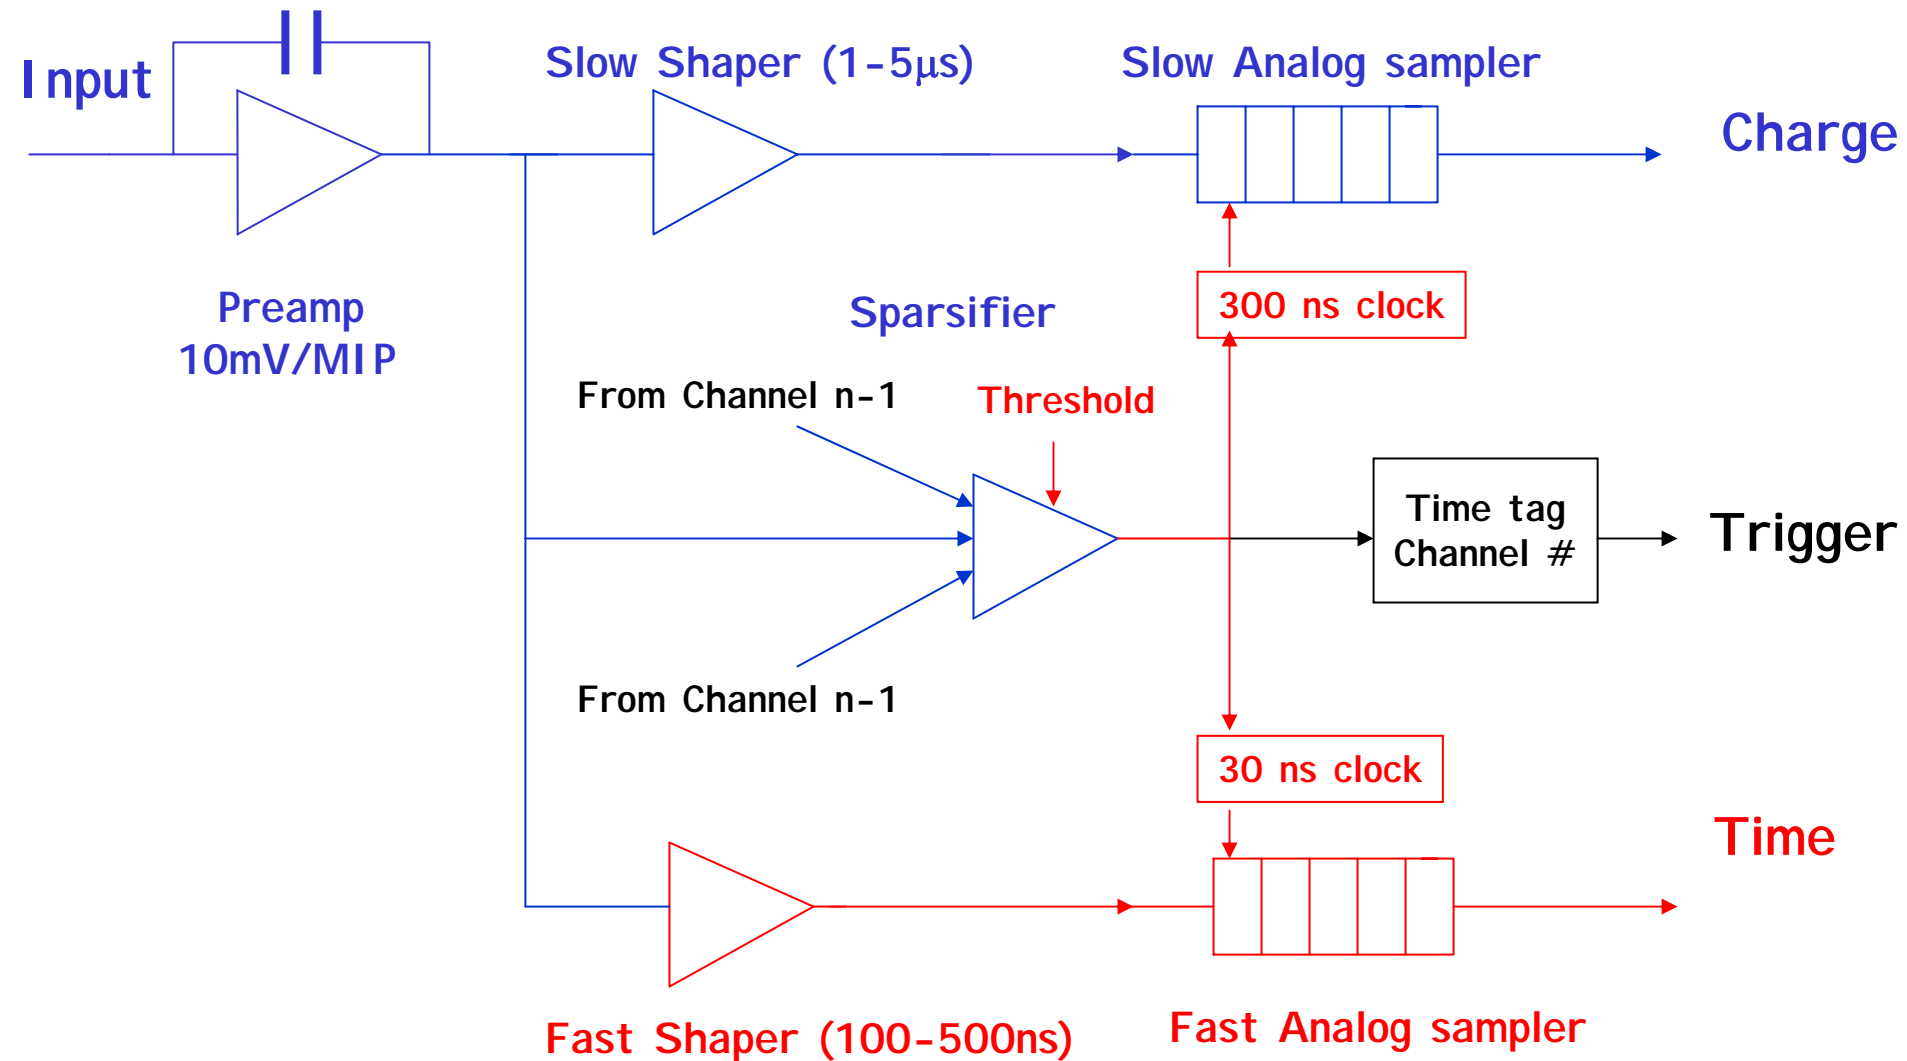 Input
Slow Shaper (1-5μs)
Slow Analog sampler
Charge
Preamp
10mV/MIP
Sparsifier
300 ns clock
From Channel n-1
Threshold
Time tag
Channel #
Trigger
From Channel n-1
30 ns clock
Time
Fast Shaper (100-500ns)
Fast Analog sampler